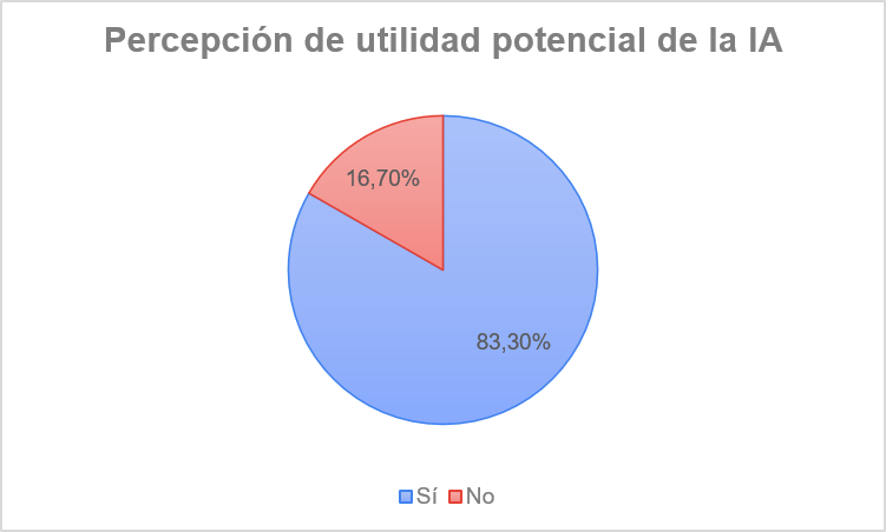 Percepción de utilidad potencial de la IA
16,70%
83,30%
Sí No